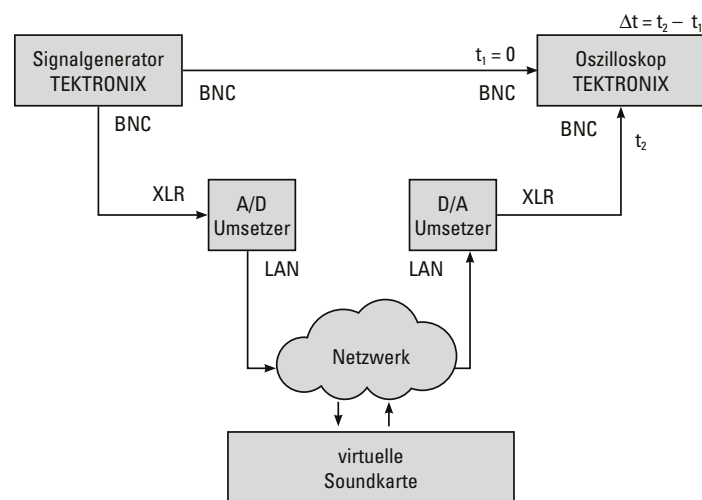 Δt = t₂ – t₁
Signalgenerator
TEKTRONIX
t₁ = 0
Oszilloskop
TEKTRONIX
BNC
BNC
BNC
BNC
t₂
XLR
A/D
Umsetzer
D/A
Umsetzer
XLR
LAN
LAN
Netzwerk
virtuelle
Soundkarte